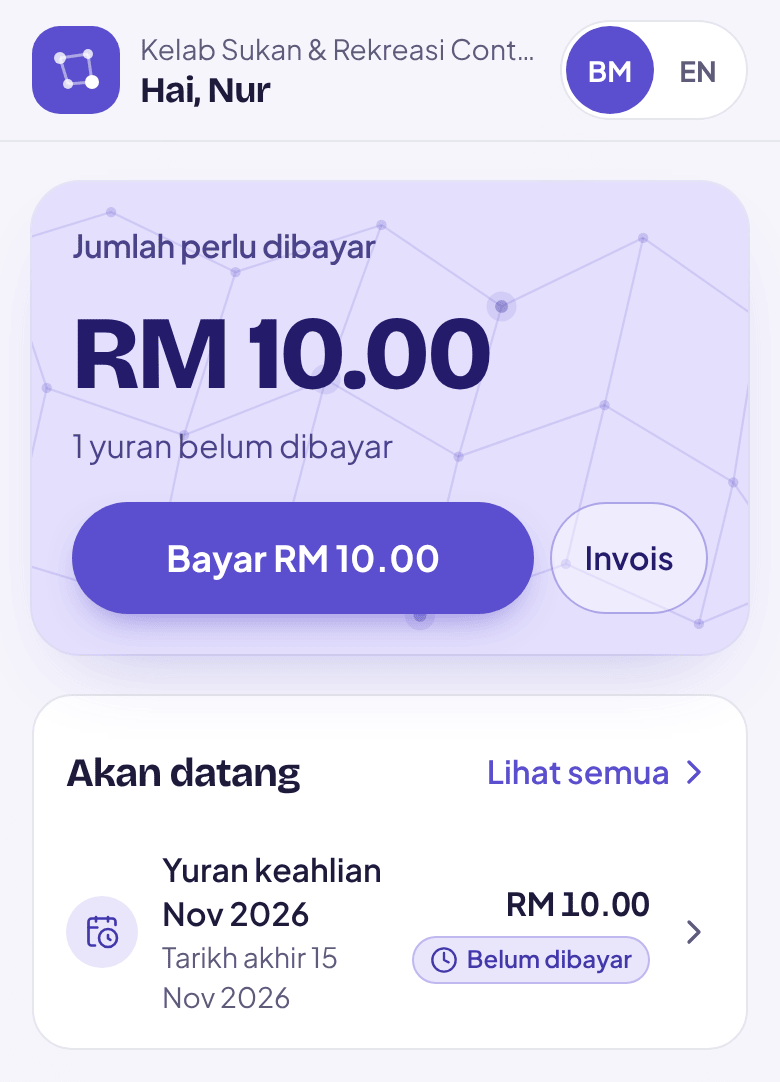 Kelab Sukan & Rekreasi Cont...
Hai, Nur
BM
EN
Jumlah perlu dibayar
RM 10.00
1 yuran belum dibayar
Bayar RM 10.00
Invois
Akan datang
Lihat semua
Yuran keahlian
Nov 2026
Tarikh akhir 15
Nov 2026
RM 10.00
Belum dibayar